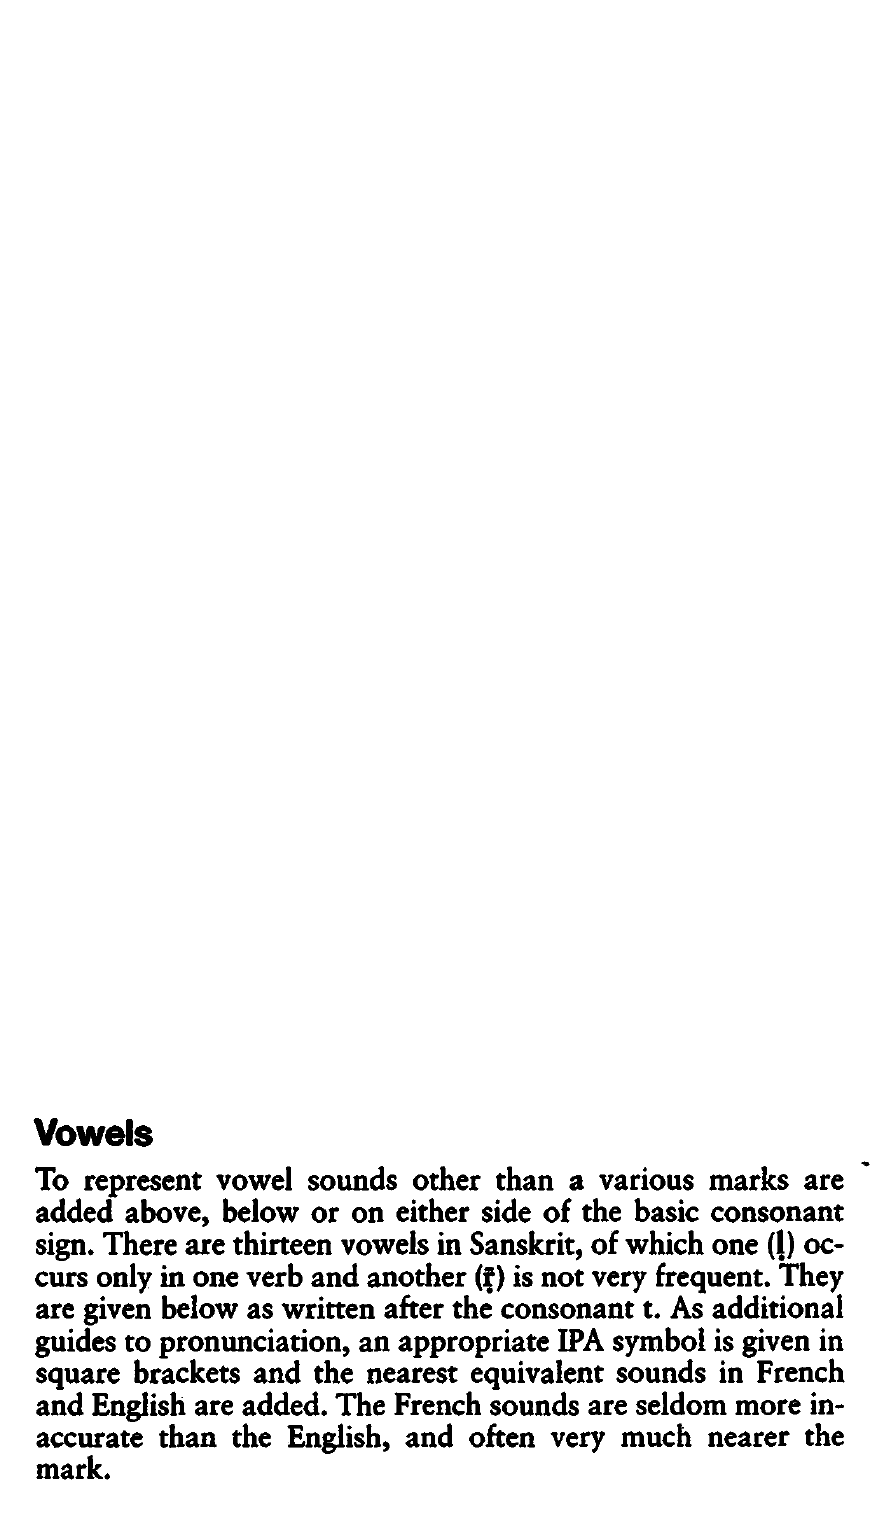 Vowels
To represent vowel sounds other than a various marks are
added above, below or on either side of the basic consonant
sign. There are thirteen vowels in Sanskrit, of which one (ḷ) oc-
curs only in one verb and another (ṝ) is not very frequent. They
are given below as written after the consonant t. As additional
guides to pronunciation, an appropriate IPA symbol is given in
square brackets and the nearest equivalent sounds in French
and English are added. The French sounds are seldom more in-
accurate than the English, and often very much nearer the
mark.